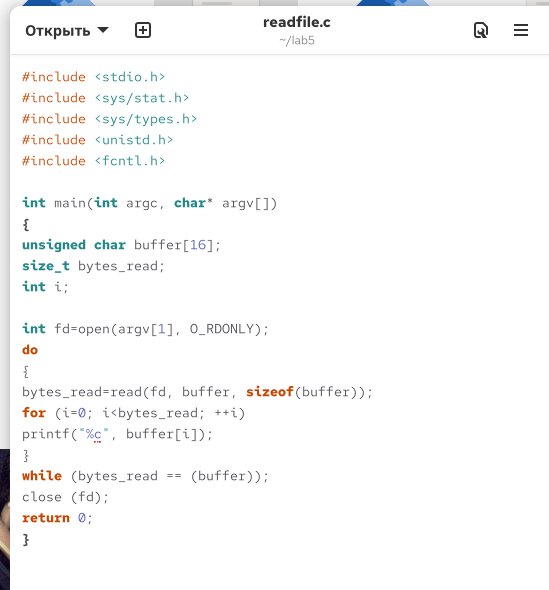 Открыть
readfile.c
~/lab5
#include <stdio.h>
#include <sys/stat.h>
#include <sys/types.h>
#include <unistd.h>
#include <fcntl.h>
int main(int argc, char* argv[])
{
unsigned char buffer[16];
size_t bytes_read;
int i;
int fd=open(argv[1], O_RDONLY);
do
{
bytes_read=read(fd, buffer, sizeof(buffer));
for (i=0; i<bytes_read; ++i)
printf("%c", buffer[i]);
}
while (bytes_read == (buffer));
close (fd);
return 0;
}